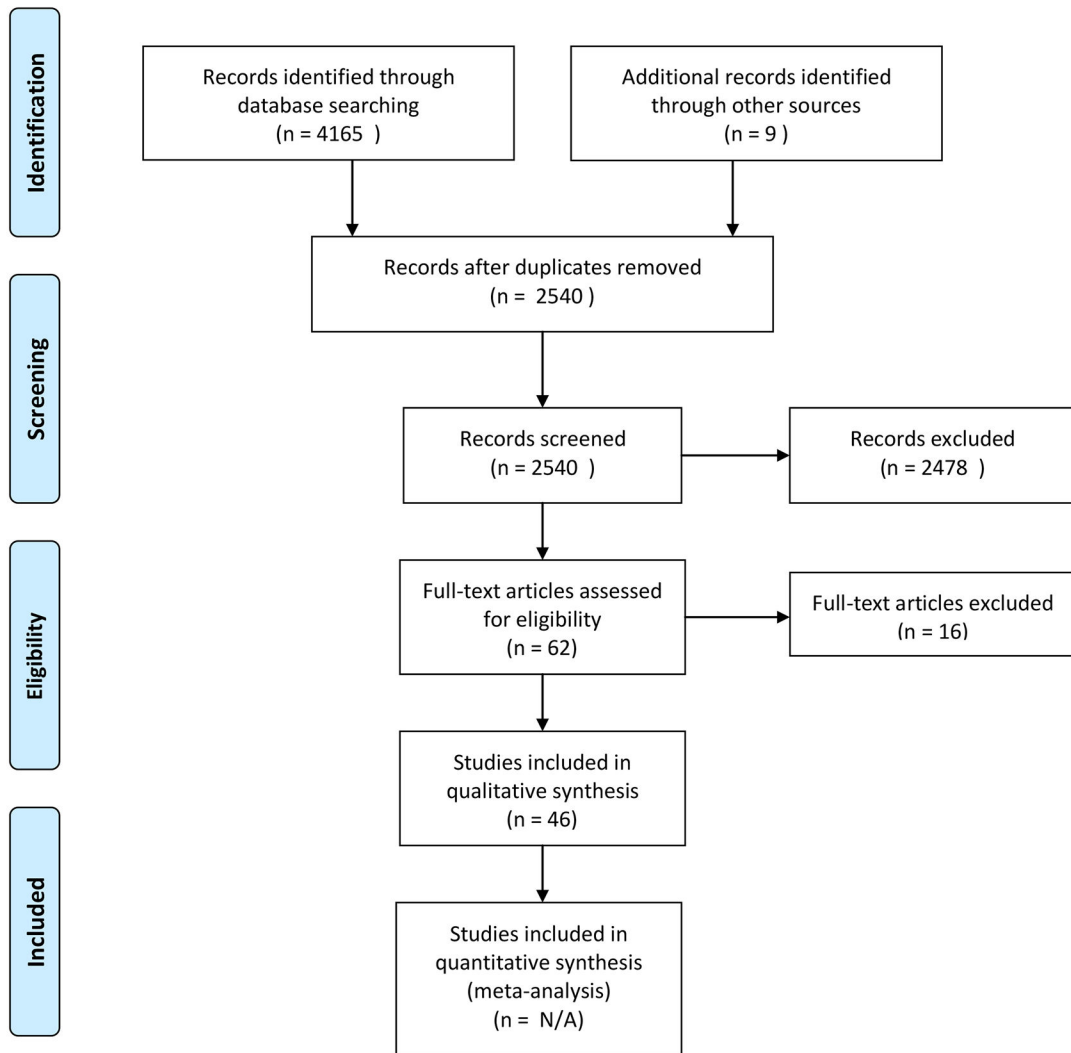 Identification
Records identified through
database searching
(n = 4165  )
Additional records identified
through other sources
(n = 9 )
Records after duplicates removed
(n =  2540 )
Screening
Records screened
(n = 2540  )
Records excluded
(n = 2478  )
Eligibility
Full-text articles assessed
for eligibility
(n = 62)
Full-text articles excluded
(n = 16)
Studies included in
qualitative synthesis
(n = 46)
Included
Studies included in
quantitative synthesis
(meta-analysis)
(n =  N/A)